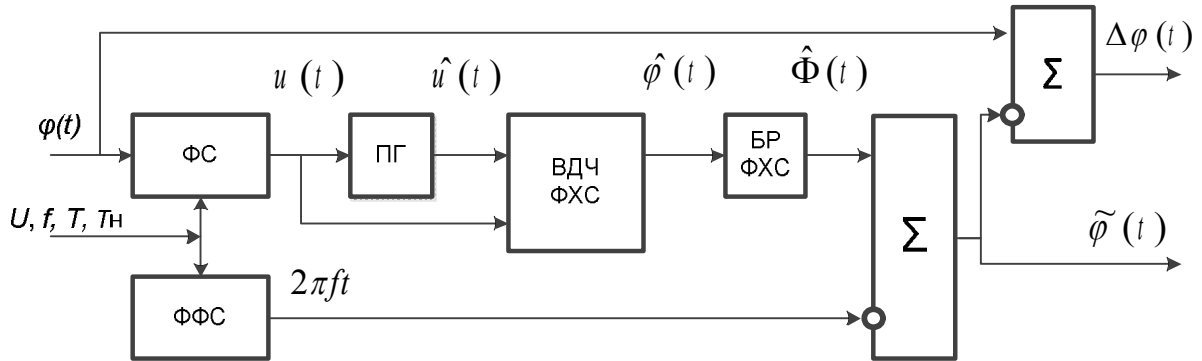 Δφ(t)
Σ
u(t)
û(t)
φ̂(t)
Φ̂(t)
φ(t)
ФС
ПГ
ВДЧ
ФХС
БР
ФХС
Σ
U, f, T, Tн
φ̃(t)
2πft
ФФС